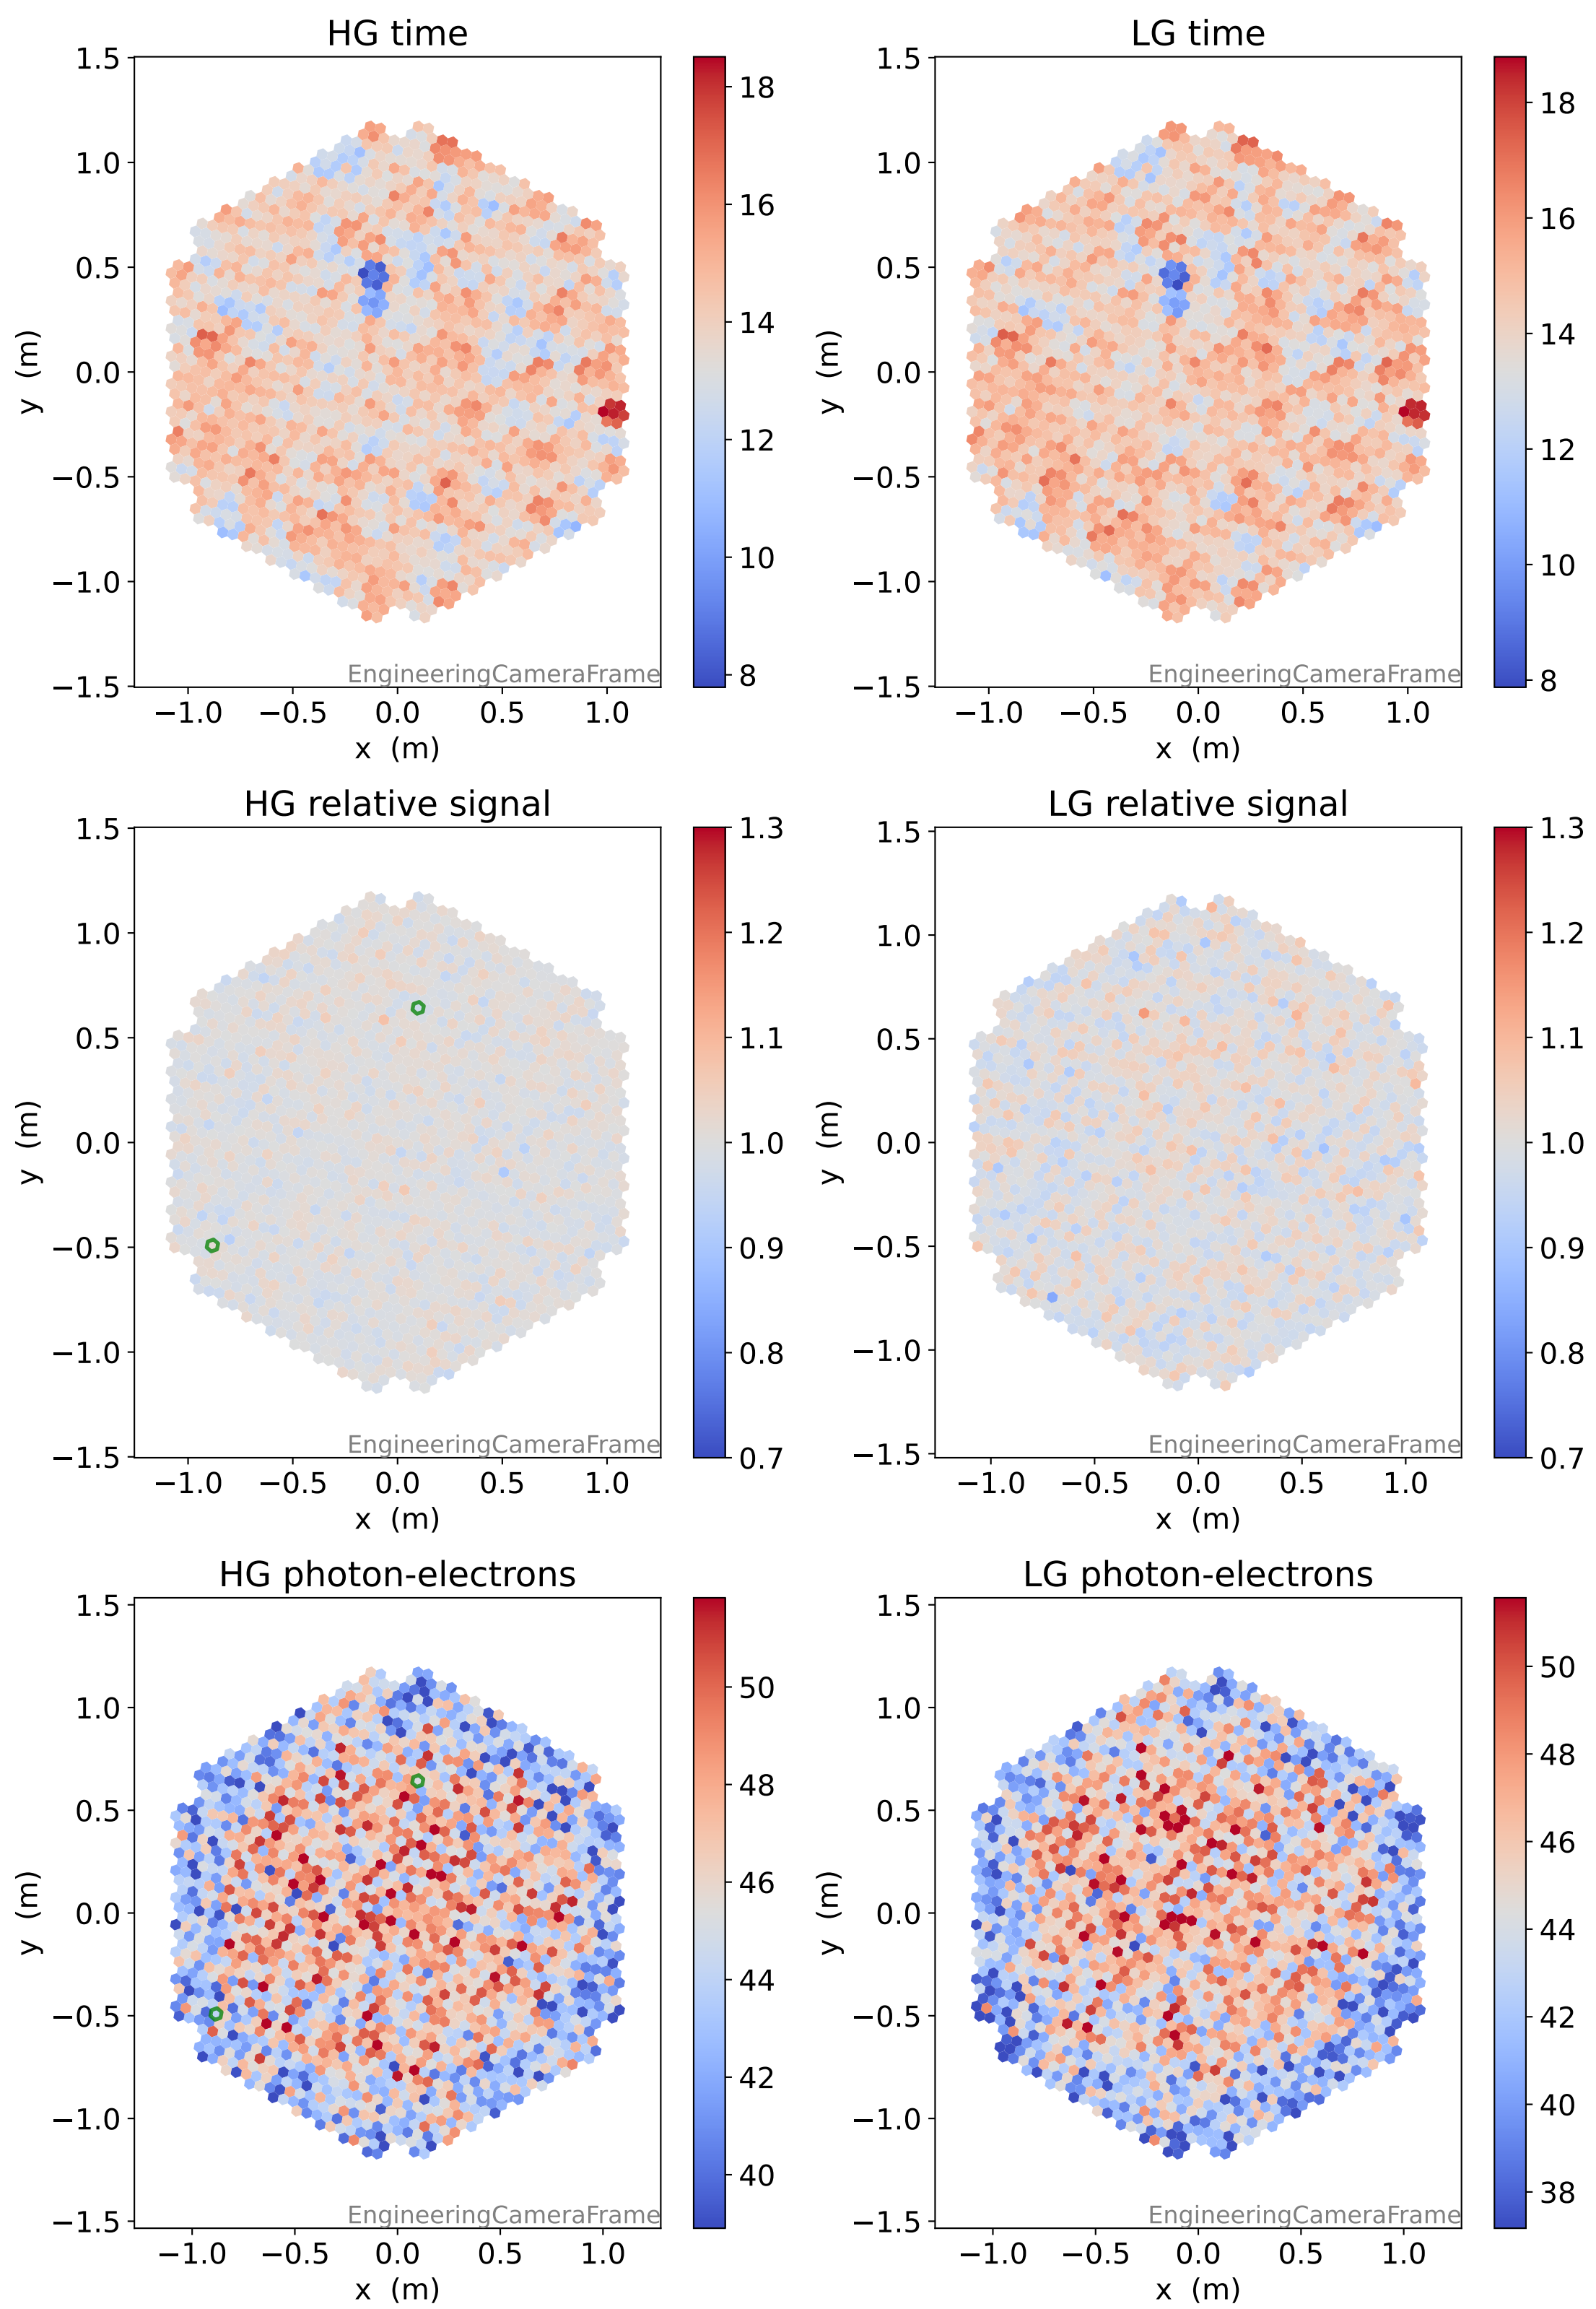 HG time
1.5
1.0
0.5
0.0
−0.5
−1.0
−1.5
y (m)
−1.0 −0.5 0.0 0.5 1.0
x (m)
EngineeringCameraFrame
18
16
14
12
10
8
LG time
1.5
1.0
0.5
0.0
−0.5
−1.0
−1.5
y (m)
−1.0 −0.5 0.0 0.5 1.0
x (m)
EngineeringCameraFrame
18
16
14
12
10
8
HG relative signal
1.5
1.0
0.5
0.0
−0.5
−1.0
−1.5
y (m)
−1.0 −0.5 0.0 0.5 1.0
x (m)
EngineeringCameraFrame
1.3
1.2
1.1
1.0
0.9
0.8
0.7
LG relative signal
1.5
1.0
0.5
0.0
−0.5
−1.0
−1.5
y (m)
−1.0 −0.5 0.0 0.5 1.0
x (m)
EngineeringCameraFrame
1.3
1.2
1.1
1.0
0.9
0.8
0.7
HG photon-electrons
1.5
1.0
0.5
0.0
−0.5
−1.0
−1.5
y (m)
−1.0 −0.5 0.0 0.5 1.0
x (m)
EngineeringCameraFrame
50
48
46
44
42
40
LG photon-electrons
1.5
1.0
0.5
0.0
−0.5
−1.0
−1.5
y (m)
−1.0 −0.5 0.0 0.5 1.0
x (m)
EngineeringCameraFrame
50
48
46
44
42
40
38